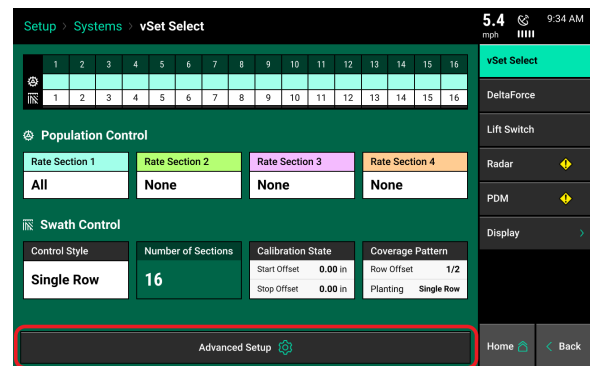 Setup > Systems > vSet Select
5.4 mph
9:34 AM
1 2 3 4 5 6 7 8 9 10 11 12 13 14 15 16
1 2 3 4 5 6 7 8 9 10 11 12 13 14 15 16
Population Control
Rate Section 1 Rate Section 2 Rate Section 3 Rate Section 4
All None None None
Swath Control
Control Style Number of Sections Calibration State Coverage Pattern
Single Row 16
Start Offset 0.00 in Row Offset 1/2
Stop Offset 0.00 in Planting Single Row
Advanced Setup
vSet Select
DeltaForce
Lift Switch
Radar
PDM
Display >
Home < Back